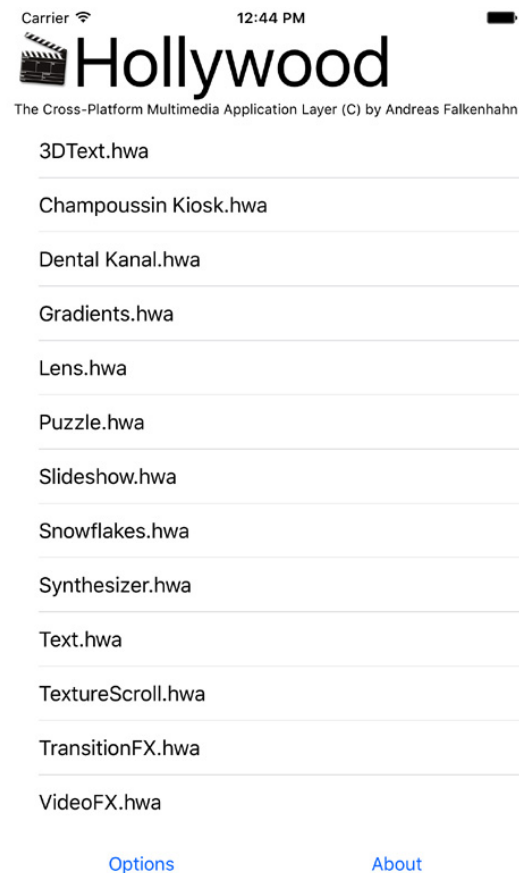 Carrier 12:44 PM
Hollywood
The Cross-Platform Multimedia Application Layer (C) by Andreas Falkenhahn
3DText.hwa
Champoussin Kiosk.hwa
Dental Kanal.hwa
Gradients.hwa
Lens.hwa
Puzzle.hwa
Slideshow.hwa
Snowflakes.hwa
Synthesizer.hwa
Text.hwa
TextureScroll.hwa
TransitionFX.hwa
VideoFX.hwa
Options About